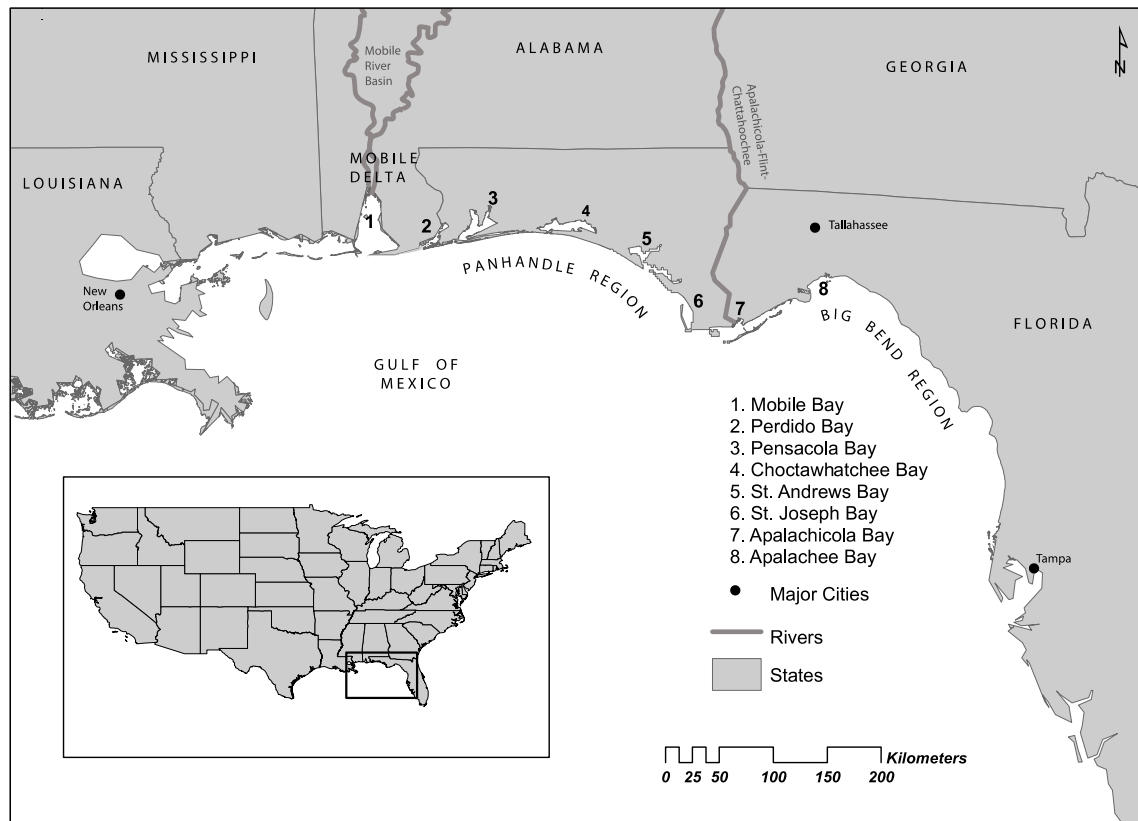 MISSISSIPPI
ALABAMA
GEORGIA
Mobile
River
Basin
Apalachicola-Flint-
Chattahoochee
N
LOUISIANA
MOBILE
DELTA
1
2
3
4
5
6
7
8
Tallahassee
New
Orleans
PANHANDLE REGION
BIG BEND REGION
FLORIDA
GULF OF
MEXICO
1. Mobile Bay
2. Perdido Bay
3. Pensacola Bay
4. Choctawhatchee Bay
5. St. Andrews Bay
6. St. Joseph Bay
7. Apalachicola Bay
8. Apalachee Bay
Major Cities
Rivers
States
Tampa
Kilometers
0 25 50 100 150 200